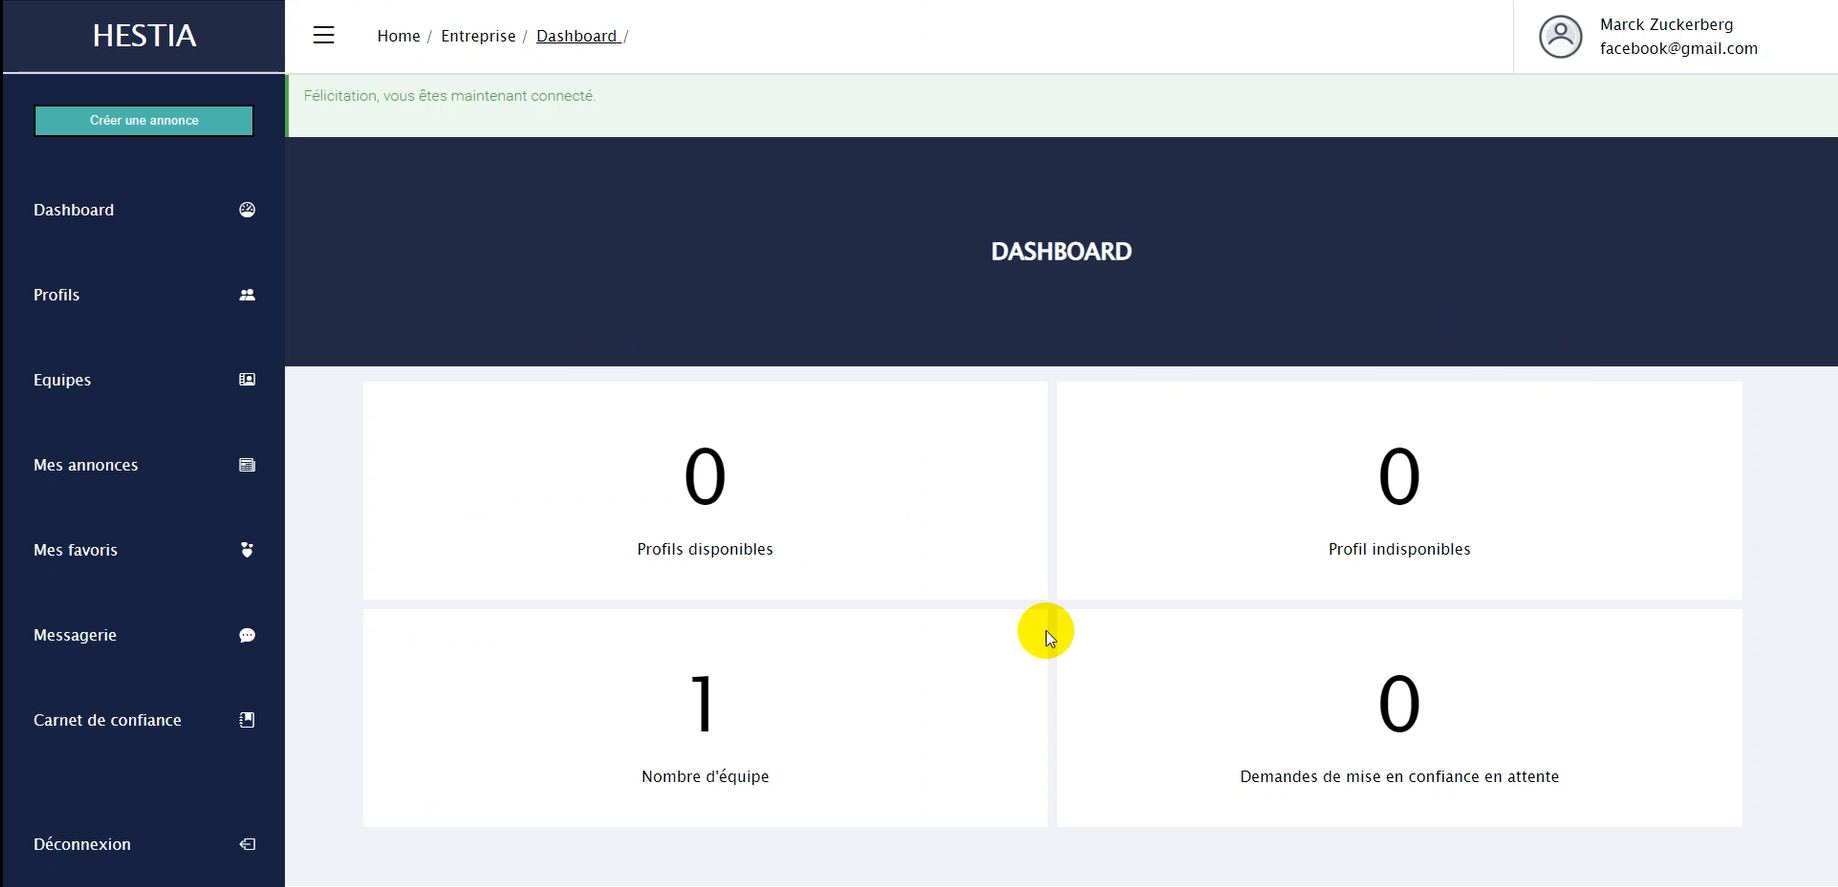 HESTIA
Home / Entreprise / Dashboard /
Marck Zuckerberg
facebook@gmail.com
Félicitation, vous êtes maintenant connecté.
Créer une annonce
Dashboard
Profils
Equipes
Mes annonces
Mes favoris
Messagerie
Carnet de confiance
Déconnexion
DASHBOARD
0
Profils disponibles
0
Profil indisponibles
1
Nombre d'équipe
0
Demandes de mise en confiance en attente